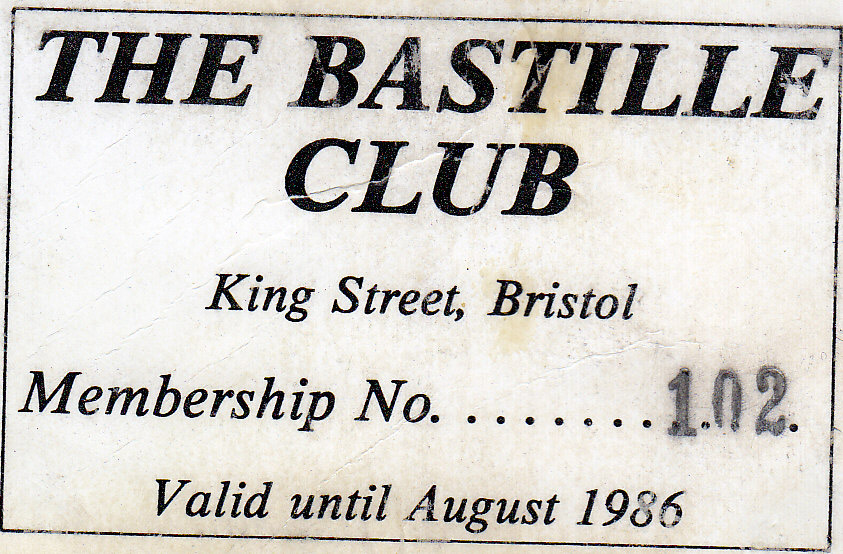 THE BASTILLE
CLUB
King Street, Bristol
Membership No. ........102.
Valid until August 1986